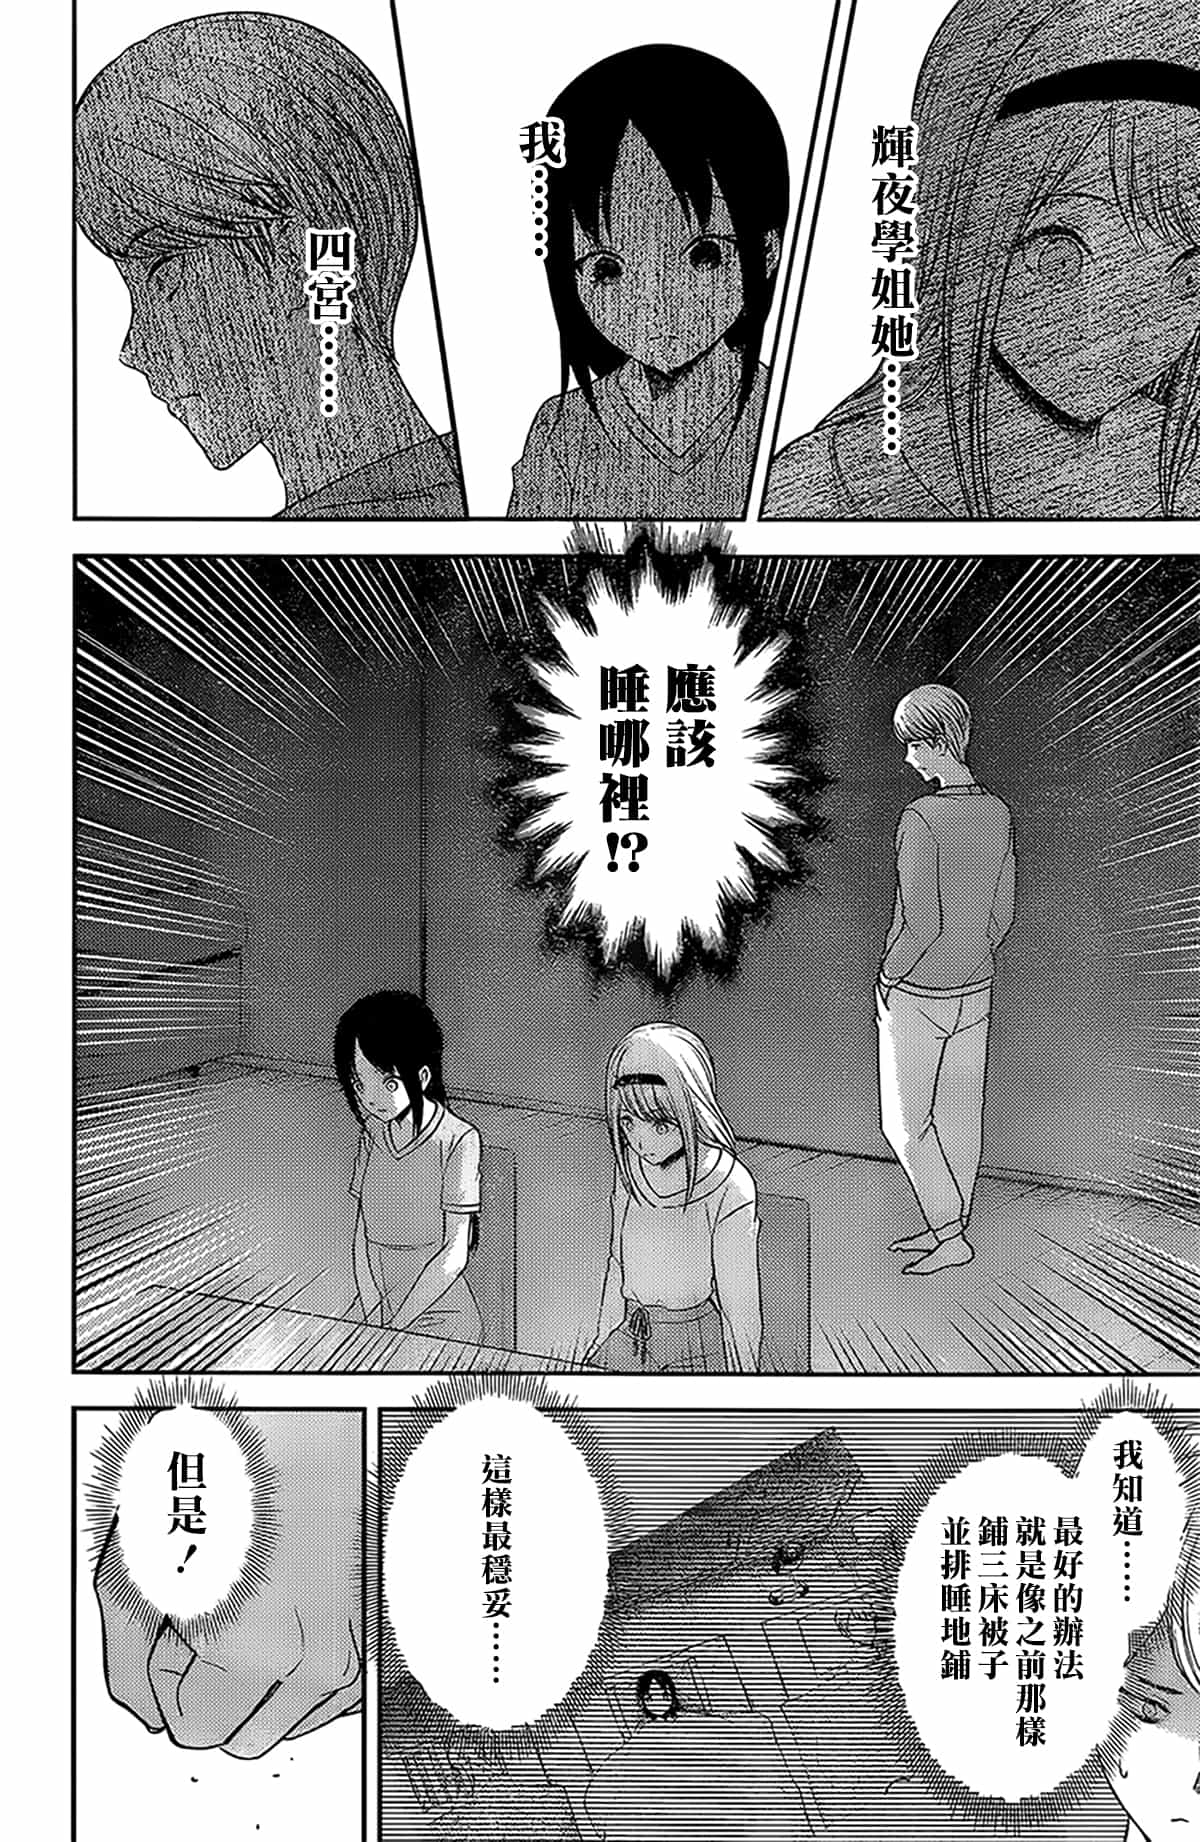 輝夜學姐她……
我……
四宮……
應該
睡哪裡!?
我知道……
最好的辦法
就是像之前那樣
鋪三床被子
並排睡地鋪
這樣最穩妥……
但是！